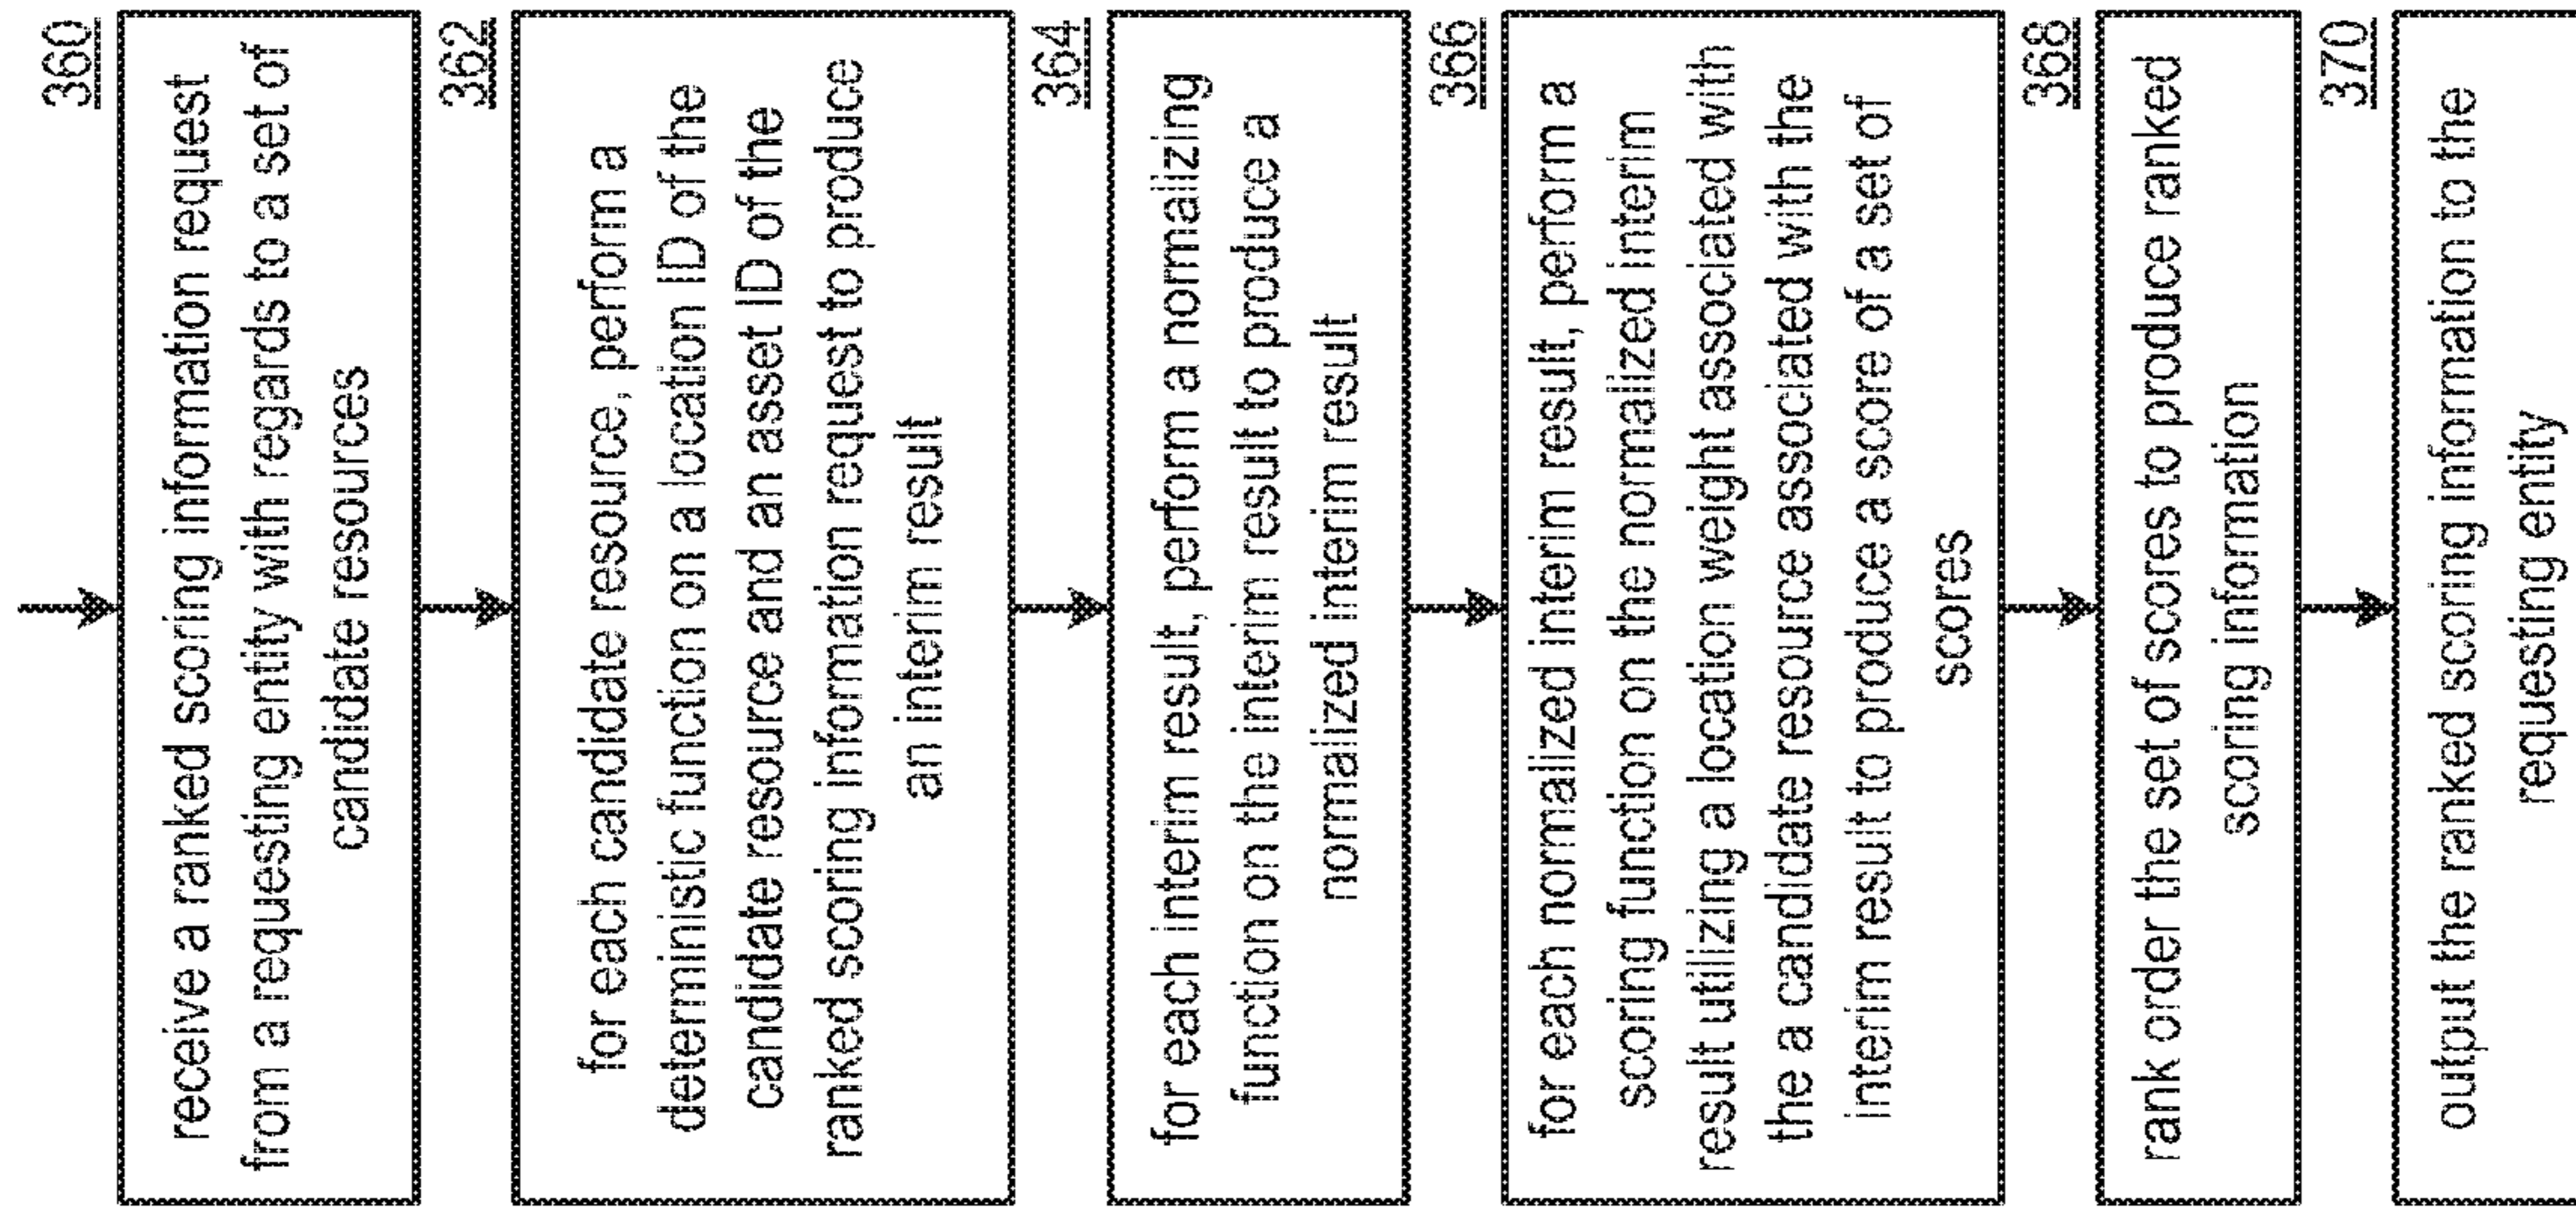 360
receive a ranked scoring information request
from a requesting entity with regards to a set of
candidate resources
362
for each candidate resource, perform a
deterministic function on a location ID of the
candidate resource and an asset ID of the
ranked scoring information request to produce
an interim result
364
for each interim result, perform a normalizing
function on the interim result to produce a
normalized interim result
366
for each normalized interim result, perform a
scoring function on the normalized interim
result utilizing a location weight associated with
the a candidate resource associated with the
interim result to produce a score of a set of
scores
368
rank order the set of scores to produce ranked
scoring information
370
output the ranked scoring information to the
requesting entity